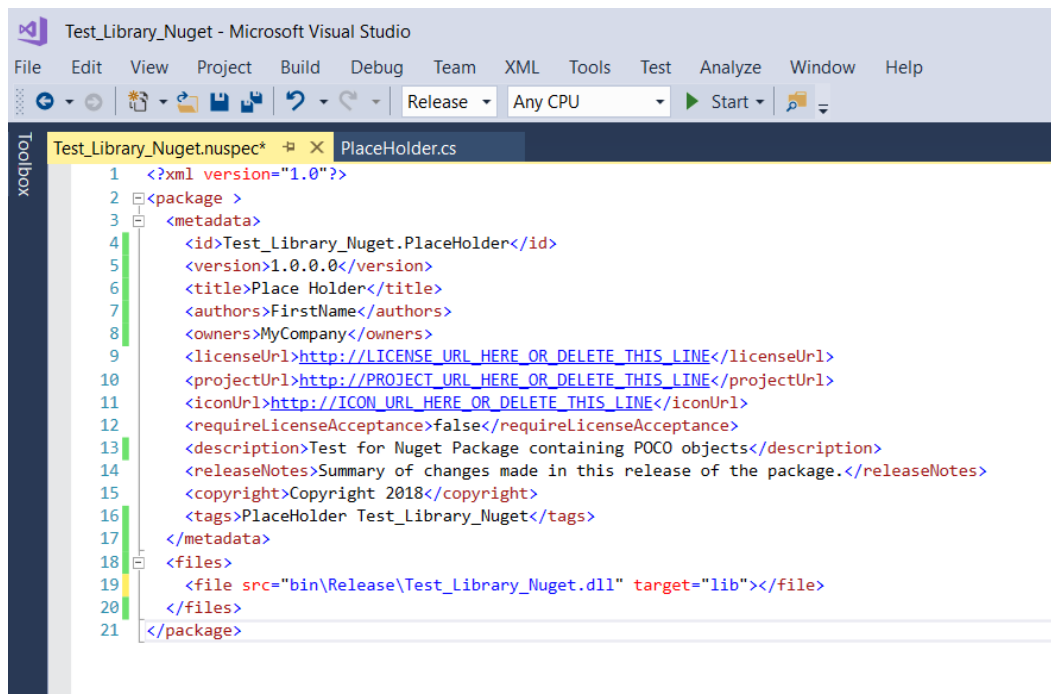 Test_Library_Nuget - Microsoft Visual Studio
File Edit View Project Build Debug Team XML Tools Test Analyze Window Help
Release Any CPU Start
Toolbox
Test_Library_Nuget.nuspec* PlaceHolder.cs
1 <?xml version="1.0"?>
2 <package >
3 <metadata>
4 <id>Test_Library_Nuget.PlaceHolder</id>
5 <version>1.0.0.0</version>
6 <title>Place Holder</title>
7 <authors>FirstName</authors>
8 <owners>MyCompany</owners>
9 <licenseUrl>http://LICENSE_URL_HERE_OR_DELETE_THIS_LINE</licenseUrl>
10 <projectUrl>http://PROJECT_URL_HERE_OR_DELETE_THIS_LINE</projectUrl>
11 <iconUrl>http://ICON_URL_HERE_OR_DELETE_THIS_LINE</iconUrl>
12 <requireLicenseAcceptance>false</requireLicenseAcceptance>
13 <description>Test for Nuget Package containing POCO objects</description>
14 <releaseNotes>Summary of changes made in this release of the package.</releaseNotes>
15 <copyright>Copyright 2018</copyright>
16 <tags>PlaceHolder Test_Library_Nuget</tags>
17 </metadata>
18 <files>
19 <file src="bin\Release\Test_Library_Nuget.dll" target="lib"></file>
20 </files>
21 </package>